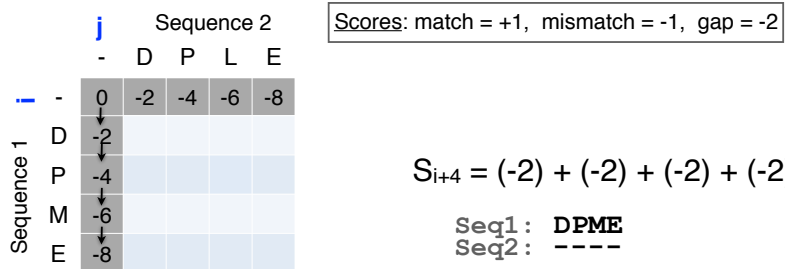 j Sequence 2
Scores: match = +1, mismatch = -1, gap = -2
- D P L E
i - 0 -2 -4 -6 -8
Sequence 1
D -2
P -4
M -6
E -8
S i+4 = (-2) + (-2) + (-2) + (-2
Seq1: DPME
Seq2: ----